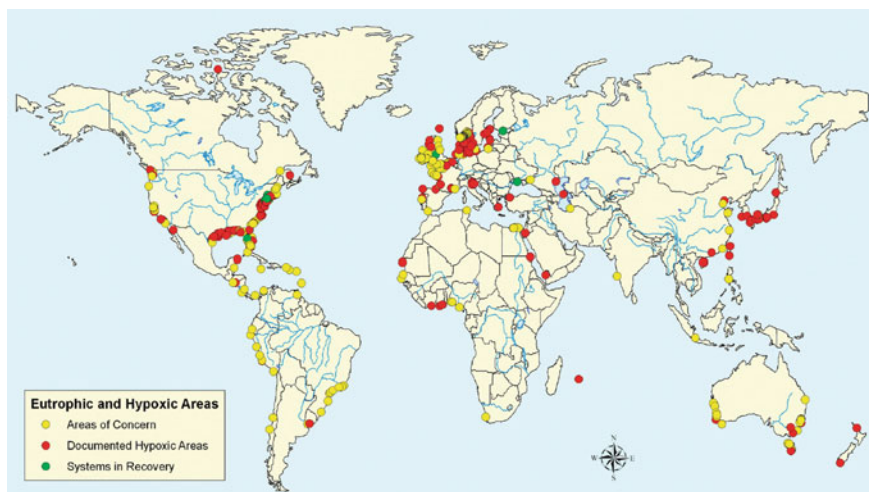 Eutrophic and Hypoxic Areas
Areas of Concern
Documented Hypoxic Areas
Systems in Recovery
N
W
E
S